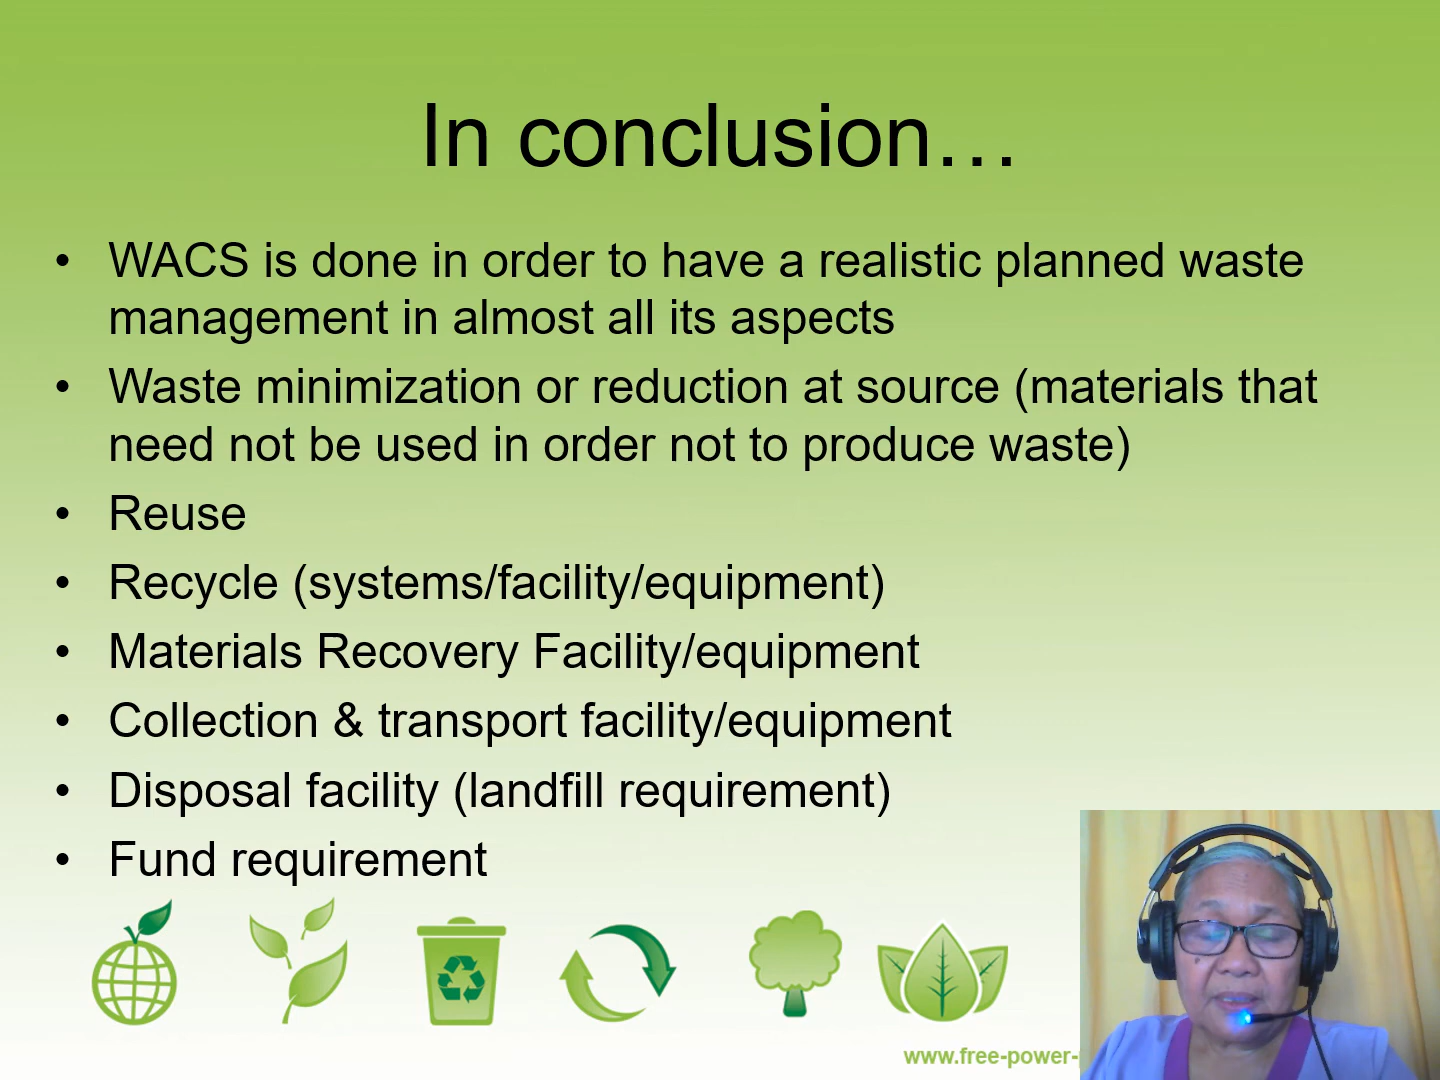 In conclusion…
• WACS is done in order to have a realistic planned waste
management in almost all its aspects
• Waste minimization or reduction at source (materials that
need not be used in order not to produce waste)
• Reuse
• Recycle (systems/facility/equipment)
• Materials Recovery Facility/equipment
• Collection & transport facility/equipment
• Disposal facility (landfill requirement)
• Fund requirement
www.free-power-